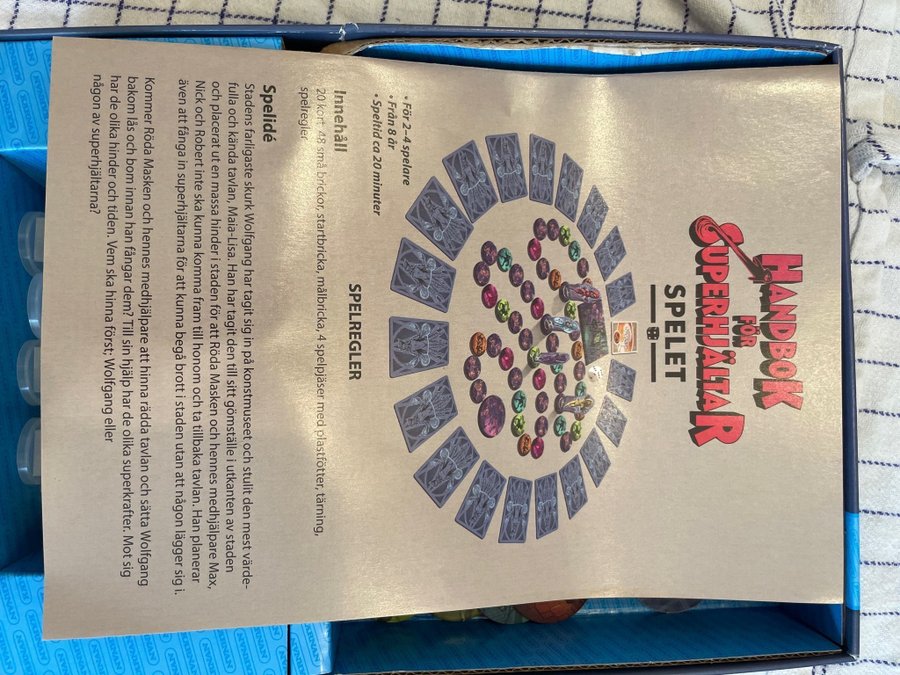 HANDBOK
FÖR
SUPERHJÄLTAR
SPELET
• För 2–4 spelare
• Från 8 år
• Speltid ca 20 minuter
SPELREGLER
Innehåll
20 kort, 48 små brickor, startbricka, målbricka, 4 spelpjäser med plastfötter, tärning,
spelregler.
Spelidé
Stadens farligaste skurk Wolfgang har tagit sig in på konstmuseet och stulit den mest värde-
fulla och kända tavlan, Maia-Lisa. Han har tagit den till sitt gömställe i utkanten av staden
och placerat ut en massa hinder i staden för att Röda Masken och hennes medhjälpare Max,
Nick och Robert inte ska kunna komma fram till honom och ta tillbaka tavlan. Han planerar
även att fånga in superhjältarna för att kunna begå brott i staden utan att någon lägger sig i.
Kommer Röda Masken och hennes medhjälpare att hinna rädda tavlan och sätta Wolfgang
bakom lås och bom innan han fångar dem? Till sin hjälp har de olika superkrafter. Mot sig
har de olika hinder och tiden. Vem ska hinna först; Wolfgang eller
någon av superhjältarna?